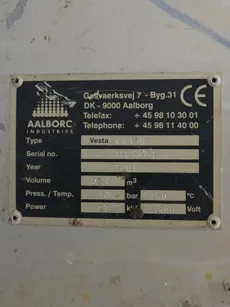 Gasvaerksvej 7 - Byg.31
DK - 9000 Aalborg
AALBORG
INDUSTRIES
Telefax: + 45 98 10 30 01
Telephone: + 45 98 11 40 00
CE
Type Vesta
Serial no.
Year
Volume m³
Press. / Temp. bar °C
Power kW Volt